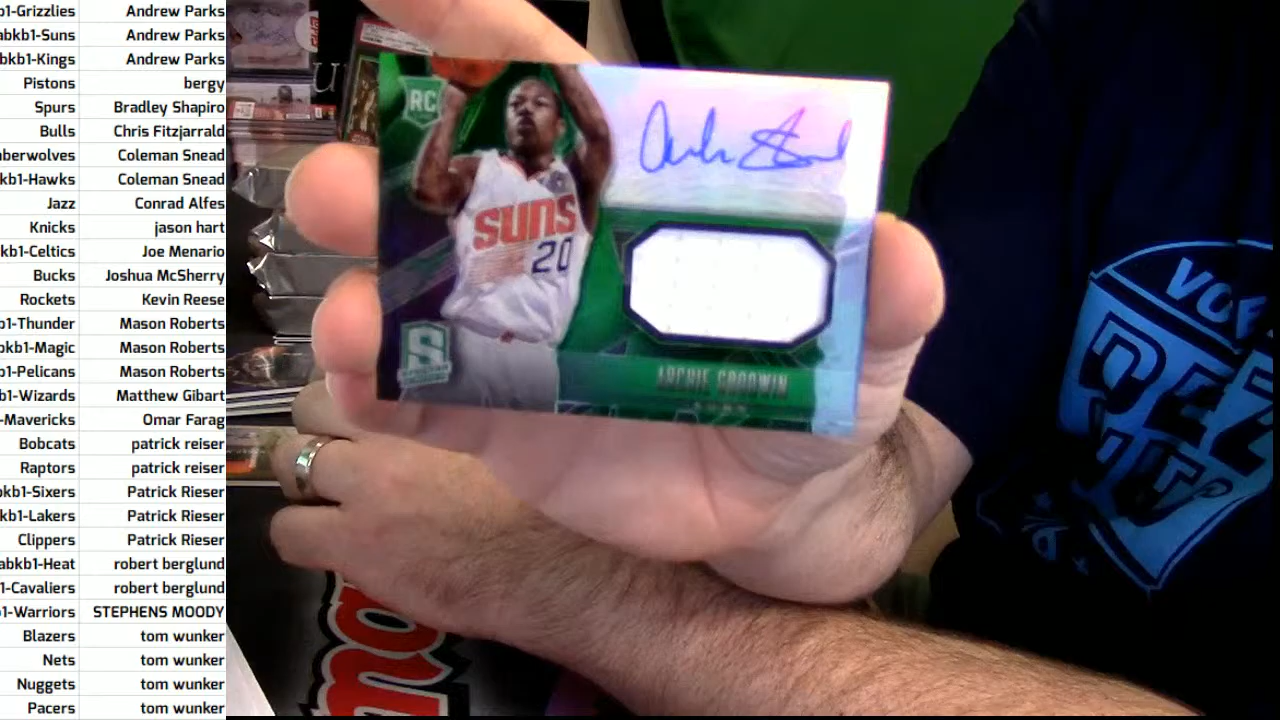 b1-Grizzlies Andrew Parks
abkb1-Suns Andrew Parks
bkb1-Kings Andrew Parks
Pistons bergy
Spurs Bradley Shapiro
Bulls Chris Fitzjarrald
berwolves Coleman Snead
kb1-Hawks Coleman Snead
Jazz Conrad Alfes
Knicks jason hart
kb1-Celtics Joe Menario
Bucks Joshua McSherry
Rockets Kevin Reese
b1-Thunder Mason Roberts
bkb1-Magic Mason Roberts
b1-Pelicans Mason Roberts
b1-Wizards Matthew Gibart
-Mavericks Omar Farag
Bobcats patrick reiser
Raptors patrick reiser
bkb1-Sixers Patrick Rieser
kb1-Lakers Patrick Rieser
Clippers Patrick Rieser
abkb1-Heat robert berglund
1-Cavaliers robert berglund
b1-Warriors STEPHENS MOODY
Blazers tom wunker
Nets tom wunker
Nuggets tom wunker
Pacers tom wunker
RC
SUNS
20
S
ARCHIE GOODWIN